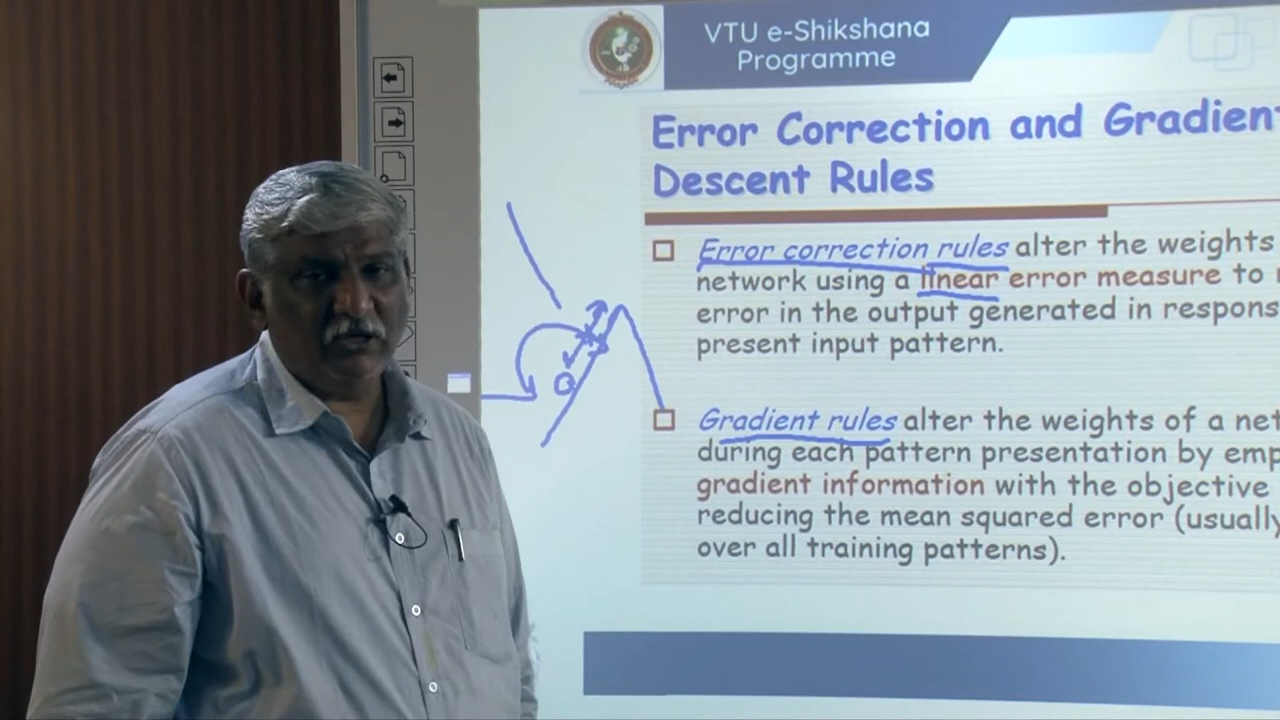 VTU e-Shikshana
Programme
Error Correction and Gradient
Descent Rules
Error correction rules alter the weights
network using a linear error measure to
error in the output generated in respons
present input pattern.
Gradient rules alter the weights of a net
during each pattern presentation by emp
gradient information with the objective
reducing the mean squared error (usually
over all training patterns).